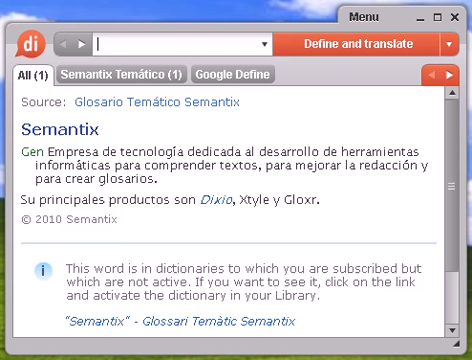 Menu
di
Define and translate
All (1)
Semantix Temático (1)
Google Define
Source: Glosario Temático Semantix
Semantix
Gen Empresa de tecnología dedicada al desarrollo de herramientas
informáticas para comprender textos, para mejorar la redacción y
para crear glosarios.
Su principales productos son Dixio, Xtyle y Gloxr.
© 2010 Semantix
i
This word is in dictionaries to which you are subscribed but
which are not active. If you want to see it, click on the link
and activate the dictionary in your Library.
"Semantix" - Glossari Temàtic Semantix